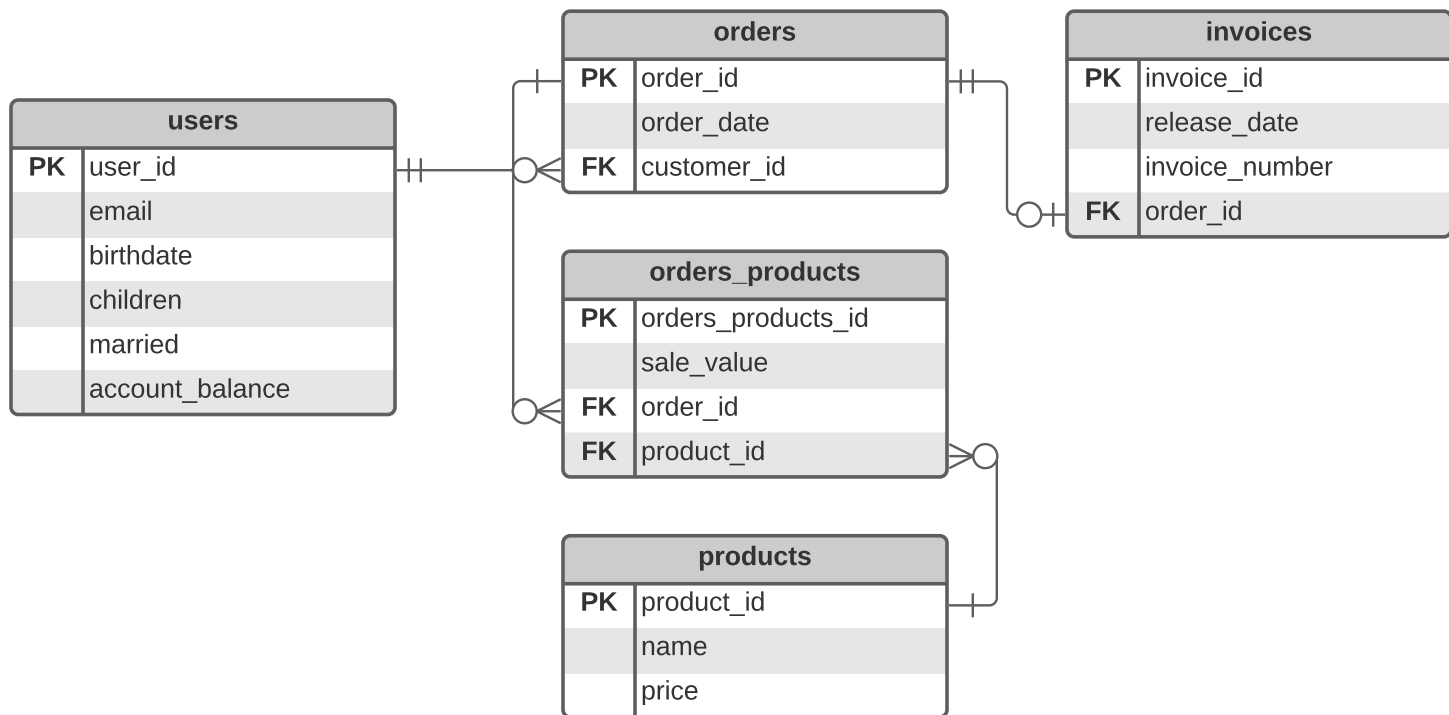 users
PK user_id
email
birthdate
children
married
account_balance
orders
PK order_id
order_date
FK customer_id
orders_products
PK orders_products_id
sale_value
FK order_id
FK product_id
products
PK product_id
name
price
invoices
PK invoice_id
release_date
invoice_number
FK order_id